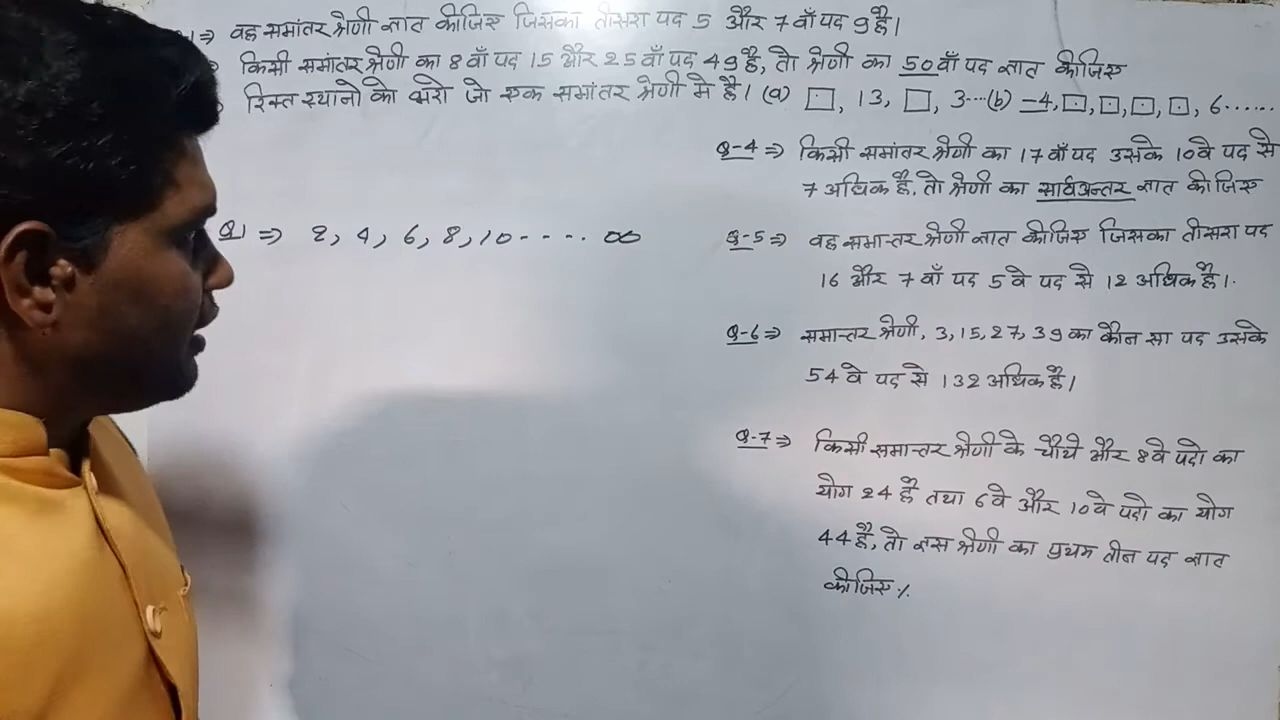 1⇒ वह समांतर श्रेणी ज्ञात कीजिए जिसका तीसरा पद 5 और 7 वाँ पद 9 है।
किसी समांतर श्रेणी का 8 वाँ पद 15 और 25 वाँ पद 49 है, तो श्रेणी का 50 वाँ पद ज्ञात कीजिए
रिक्त स्थानो को भरो जो एक समांतर श्रेणी मे है। (a) □, 13, □, 3---(b) -4, □, □, □, □, 6......
Q-4 ⇒ किसी समांतर श्रेणी का 17 वाँ पद उसके 10 वे पद से
7 अधिक है, तो श्रेणी का सार्वअन्तर ज्ञात कीजिए
Q1 ⇒ 2, 4, 6, 8, 10 - - - - ∞
Q-5 ⇒ वह समान्तर श्रेणी ज्ञात कीजिए जिसका तीसरा पद
16 और 7 वाँ पद 5 वे पद से 12 अधिक है।
Q-6 ⇒ समान्तर श्रेणी, 3, 15, 27, 39 का कौन सा पद उसके
54 वे पद से 132 अधिक है।
Q-7 ⇒ किसी समान्तर श्रेणी के चौथे और 8 वे पदो का
योग 24 है तथा 6 वे और 10 वे पदो का योग
44 है, तो उस श्रेणी का प्रथम तीन पद ज्ञात
कीजिए